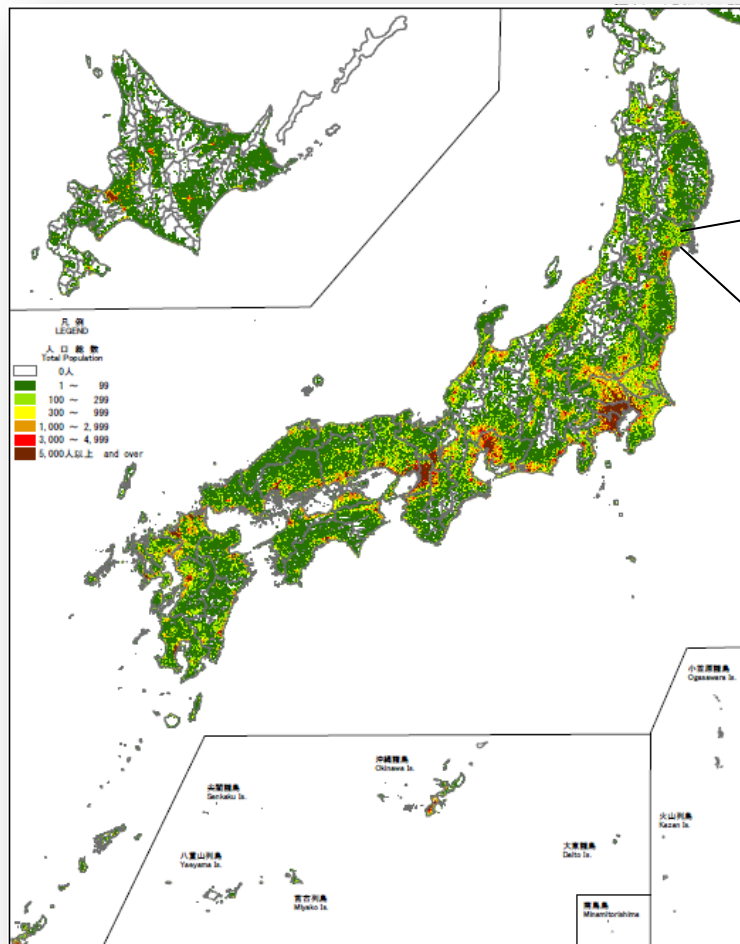 凡 例
LEGEND
人 口 総 数
Total Population
0人
1 ～ 99
100 ～ 299
300 ～ 999
1,000 ～ 2,999
3,000 ～ 4,999
5,000人以上 and over
小笠原諸島
Ogasawara Is.
沖縄諸島
Okinawa Is.
尖閣諸島
Senkaku Is.
火山列島
Kazan Is.
大東諸島
Daito Is.
八重山列島
Yaeyama Is.
宮古列島
Miyako Is.
南鳥島
Minamitorishima